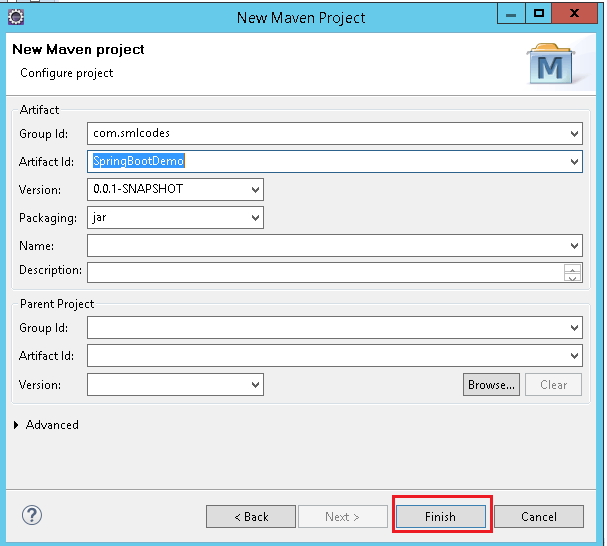 New Maven Project
New Maven project
Configure project
M
Artifact
Group Id: com.smlcodes
Artifact Id: SpringBootDemo
Version: 0.0.1-SNAPSHOT
Packaging: jar
Name:
Description:
Parent Project
Group Id:
Artifact Id:
Version: Browse... Clear
Advanced
? < Back Next > Finish Cancel